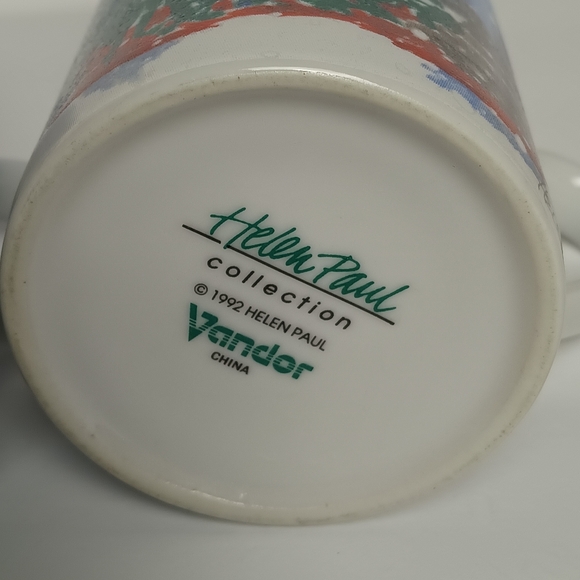 Helen Paul
collection
© 1992 HELEN PAUL
Vandor
CHINA